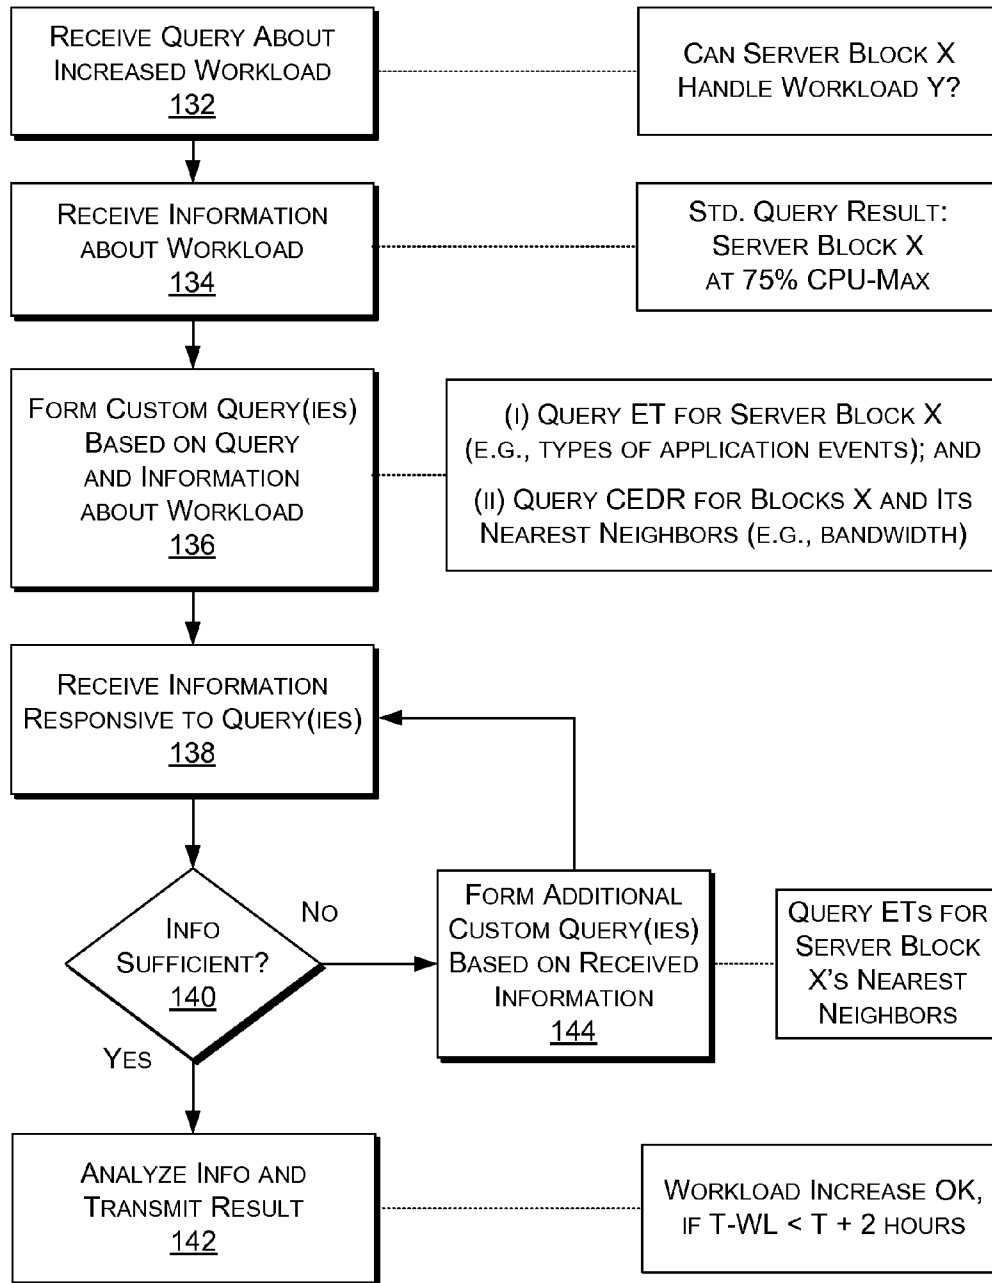 RECEIVE QUERY ABOUT
INCREASED WORKLOAD
132
CAN SERVER BLOCK X
HANDLE WORKLOAD Y?
RECEIVE INFORMATION
ABOUT WORKLOAD
134
STD. QUERY RESULT:
SERVER BLOCK X
AT 75% CPU-MAX
FORM CUSTOM QUERY(IES)
BASED ON QUERY
AND INFORMATION
ABOUT WORKLOAD
136
(I) QUERY ET FOR SERVER BLOCK X
(E.G., TYPES OF APPLICATION EVENTS); AND
(II) QUERY CEDR FOR BLOCKS X AND ITS
NEAREST NEIGHBORS (E.G., BANDWIDTH)
RECEIVE INFORMATION
RESPONSIVE TO QUERY(IES)
138
INFO
SUFFICIENT?
140
NO
YES
FORM ADDITIONAL
CUSTOM QUERY(IES)
BASED ON RECEIVED
INFORMATION
144
QUERY ETS FOR
SERVER BLOCK
X'S NEAREST
NEIGHBORS
ANALYZE INFO AND
TRANSMIT RESULT
142
WORKLOAD INCREASE OK,
IF T-WL < T + 2 HOURS